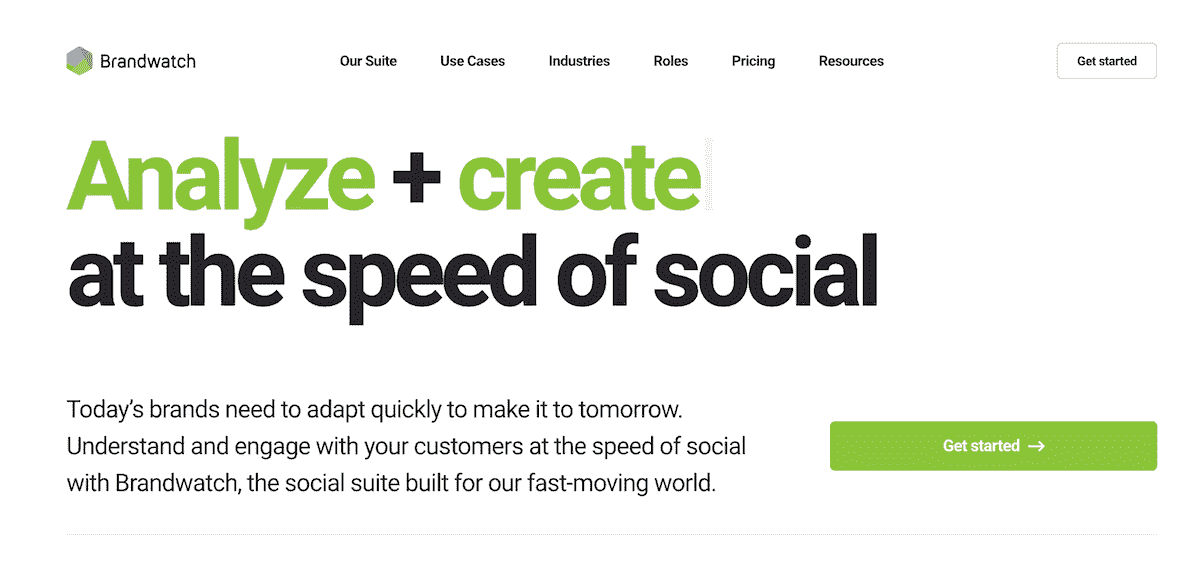 Brandwatch
Our Suite
Use Cases
Industries
Roles
Pricing
Resources
Get started
Analyze + create
at the speed of social
Today’s brands need to adapt quickly to make it to tomorrow.
Understand and engage with your customers at the speed of social
with Brandwatch, the social suite built for our fast-moving world.
Get started →